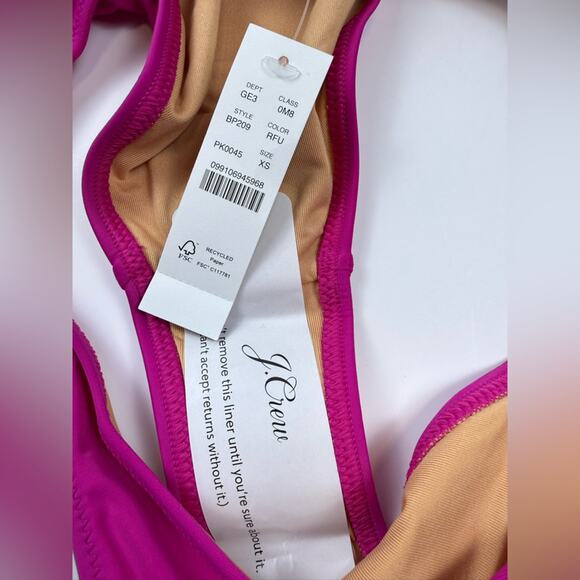 DEPT CLASS
GE3 0M8
STYLE COLOR
BP209 RFU
SIZE
PK0045 XS
099106945968
FSC
RECYCLED
Paper
FSC® C117781
J.Crew
remove this liner until you're sure about it.
can't accept returns without it.)